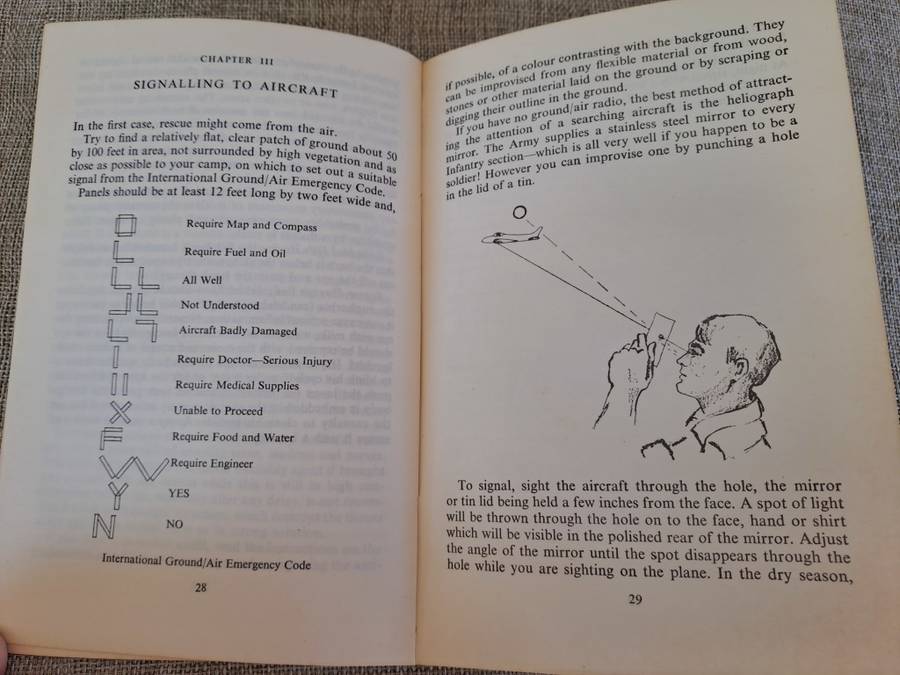 CHAPTER III
SIGNALLING TO AIRCRAFT
In the first case, rescue might come from the air.
Try to find a relatively flat, clear patch of ground about 50
by 100 feet in area, not surrounded by high vegetation and as
close as possible to your camp, on which to set out a suitable
signal from the International Ground/Air Emergency Code.
Panels should be at least 12 feet long by two feet wide and,
Require Map and Compass
L Require Fuel and Oil
LL All Well
JL Not Understood
Aircraft Badly Damaged
I Require Doctor—Serious Injury
II Require Medical Supplies
X Unable to Proceed
F Require Food and Water
W Require Engineer
Y YES
N NO
International Ground/Air Emergency Code
28
if possible, of a colour contrasting with the background. They
can be improvised from any flexible material or from wood,
stones or other material laid on the ground or by scraping or
digging their outline in the ground.
If you have no ground/air radio, the best method of attract-
ing the attention of a searching aircraft is the heliograph
mirror. The Army supplies a stainless steel mirror to every
Infantry section—which is all very well if you happen to be a
soldier! However you can improvise one by punching a hole
in the lid of a tin.
To signal, sight the aircraft through the hole, the mirror
or tin lid being held a few inches from the face. A spot of light
will be thrown through the hole on to the face, hand or shirt
which will be visible in the polished rear of the mirror. Adjust
the angle of the mirror until the spot disappears through the
hole while you are sighting on the plane. In the dry season,
29